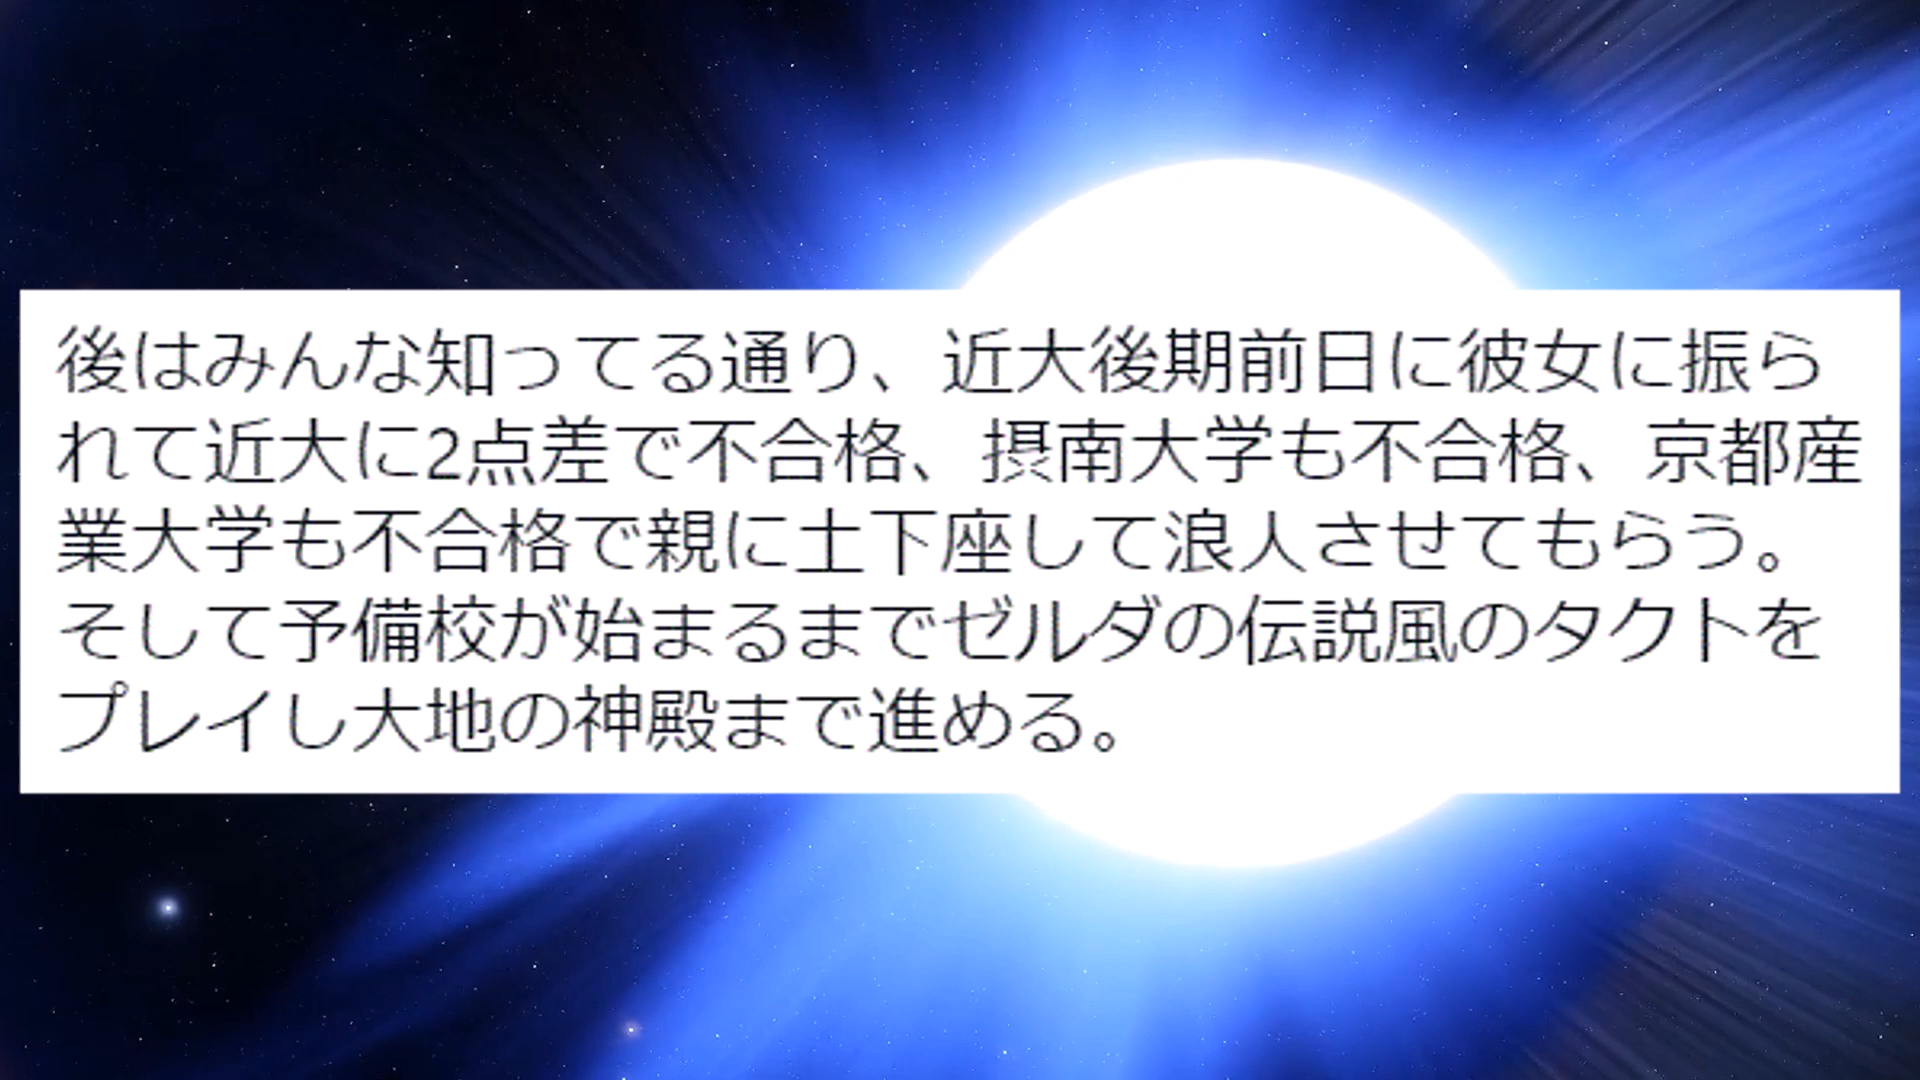 後はみんな知ってる通り、近大後期前日に彼女に振ら
れて近大に2点差で不合格、摂南大学も不合格、京都産
業大学も不合格で親に土下座して浪人させてもらう。
そして予備校が始まるまでゼルダの伝説風のタクトを
プレイし大地の神殿まで進める。